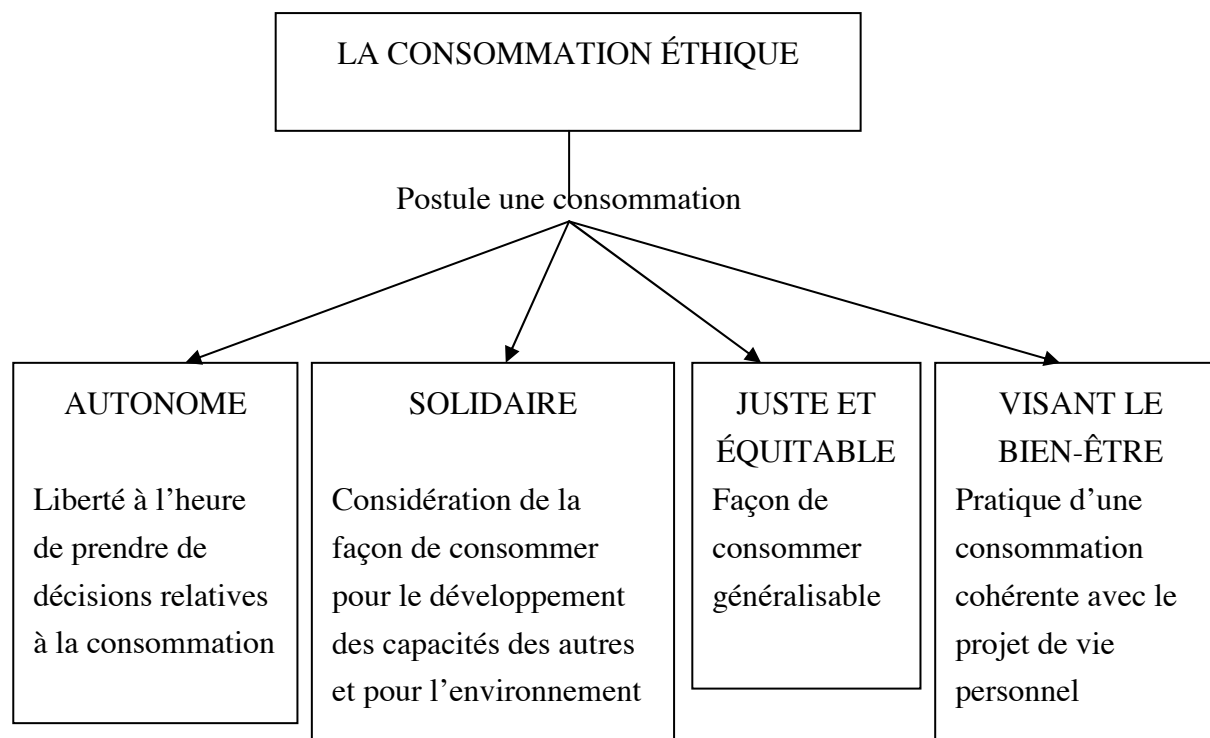 LA CONSOMMATION ÉTHIQUE
Postule une consommation
AUTONOME
Liberté à l’heure
de prendre de
décisions relatives
à la consommation
SOLIDAIRE
Considération de la
façon de consommer
pour le développement
des capacités des autres
et pour l’environnement
JUSTE ET
ÉQUITABLE
Façon de
consommer
généralisable
VISANT LE
BIEN-ÊTRE
Pratique d’une
consommation
cohérente avec le
projet de vie
personnel